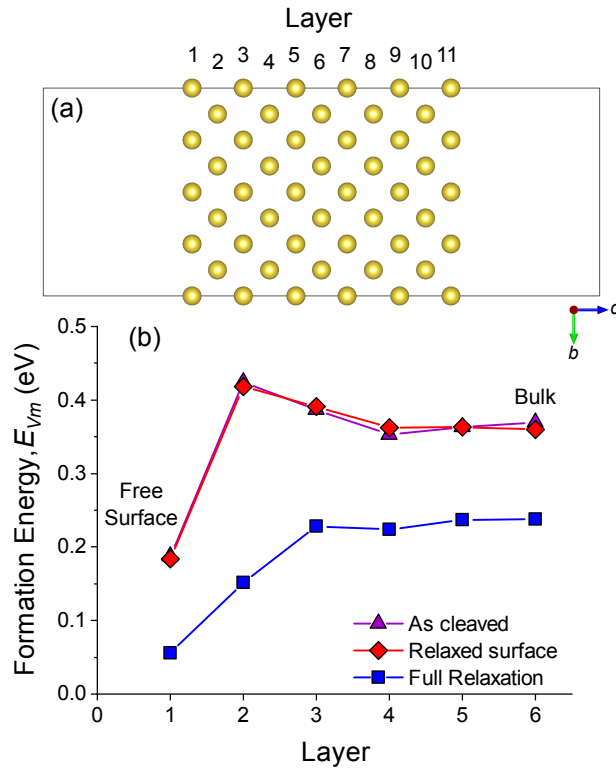 Layer
1 2 3 4 5 6 7 8 9 10 11
(a)
c
b
(b)
0.5
0.4
0.3
0.2
0.1
0.0
Formation Energy, E_Vm (eV)
Free
Surface
Bulk
As cleaved
Relaxed surface
Full Relaxation
0 1 2 3 4 5 6
Layer